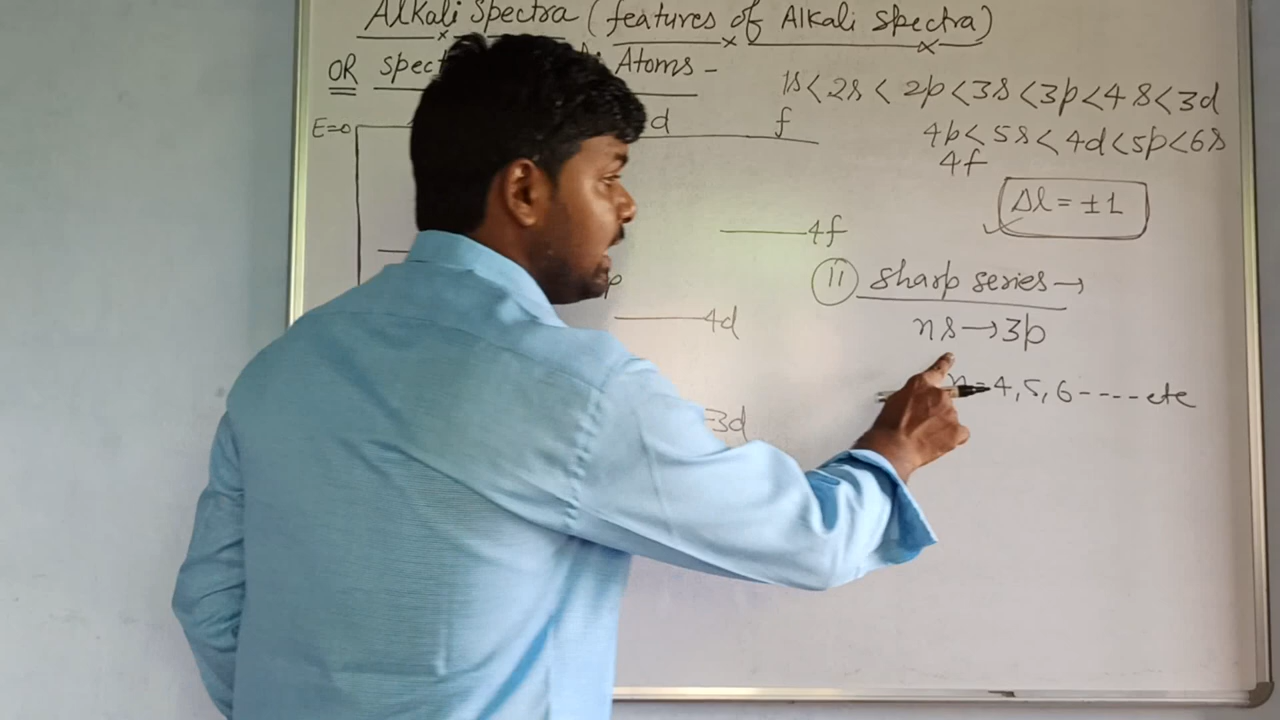 Alkali spectra (features of Alkali spectra)
OR spect Atoms -
1s < 2s < 2p < 3s < 3p < 4s < 3d
4p < 5s < 4d < 5p < 6s
4f
E=0 d f
Δl = ±1
4f
(ii) sharp series →
p
4d
ns → 3p
n=4,5,6----etc
3d